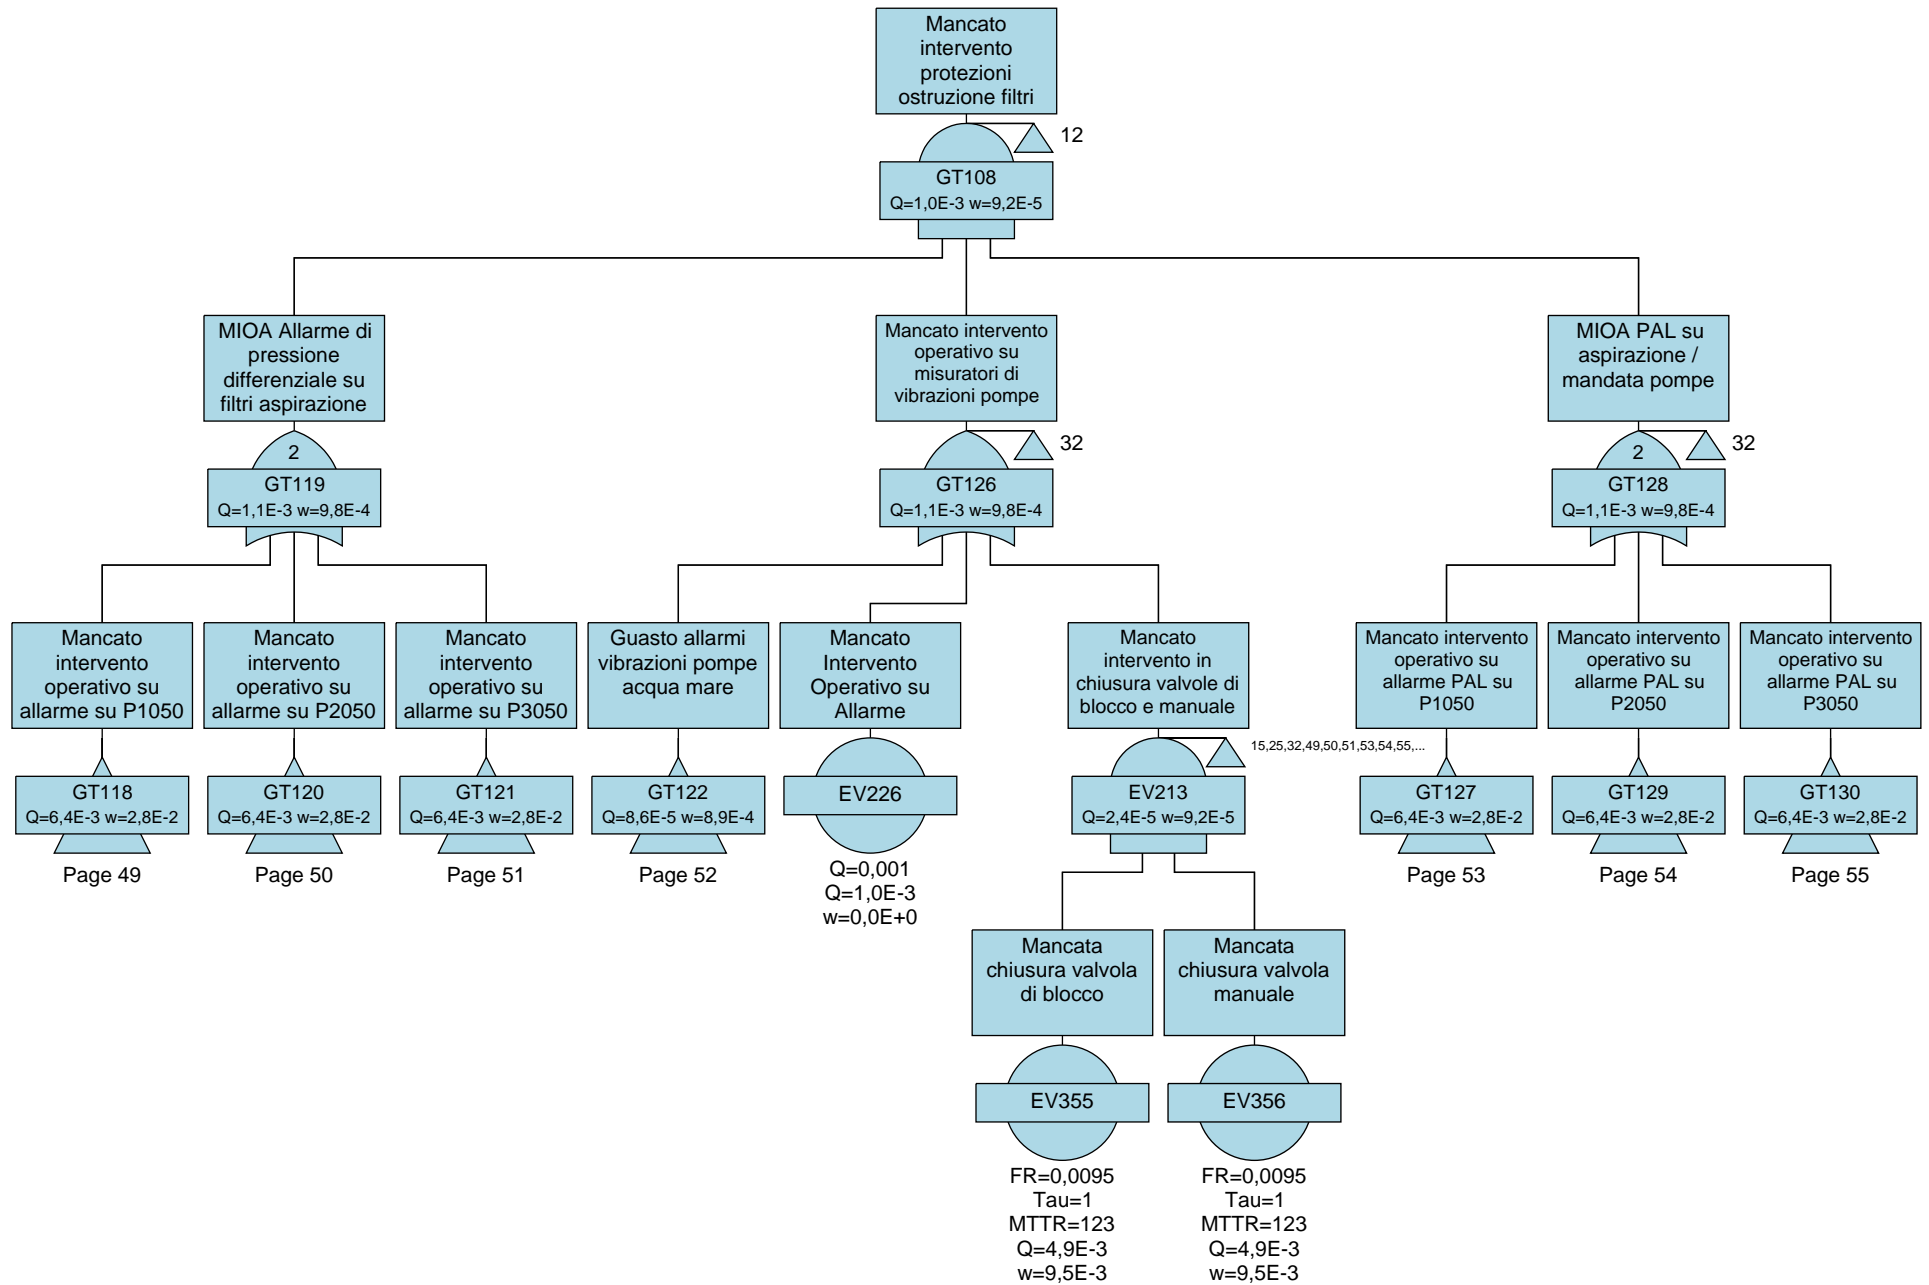 Mancato
intervento
protezioni
ostruzione filtri
12
GT108
Q=1,0E-3 w=9,2E-5
MIOA Allarme di
pressione
differenziale su
filtri aspirazione
2
GT119
Q=1,1E-3 w=9,8E-4
Mancato intervento
operativo su
misuratori di
vibrazioni pompe
32
GT126
Q=1,1E-3 w=9,8E-4
MIOA PAL su
aspirazione /
mandata pompe
2
32
GT128
Q=1,1E-3 w=9,8E-4
Mancato
intervento
operativo su
allarme su P1050
GT118
Q=6,4E-3 w=2,8E-2
Page 49
Mancato
intervento
operativo su
allarme su P2050
GT120
Q=6,4E-3 w=2,8E-2
Page 50
Mancato
intervento
operativo su
allarme su P3050
GT121
Q=6,4E-3 w=2,8E-2
Page 51
Guasto allarmi
vibrazioni pompe
acqua mare
GT122
Q=8,6E-5 w=8,9E-4
Page 52
Mancato
Intervento
Operativo su
Allarme
EV226
Q=0,001
Q=1,0E-3
w=0,0E+0
Mancato
intervento in
chiusura valvole di
blocco e manuale
15,25,32,49,50,51,53,54,55,...
EV213
Q=2,4E-5 w=9,2E-5
Mancato intervento
operativo su
allarme PAL su
P1050
GT127
Q=6,4E-3 w=2,8E-2
Page 53
Mancato intervento
operativo su
allarme PAL su
P2050
GT129
Q=6,4E-3 w=2,8E-2
Page 54
Mancato intervento
operativo su
allarme PAL su
P3050
GT130
Q=6,4E-3 w=2,8E-2
Page 55
Mancata
chiusura valvola
di blocco
EV355
FR=0,0095
Tau=1
MTTR=123
Q=4,9E-3
w=9,5E-3
Mancata
chiusura valvola
manuale
EV356
FR=0,0095
Tau=1
MTTR=123
Q=4,9E-3
w=9,5E-3